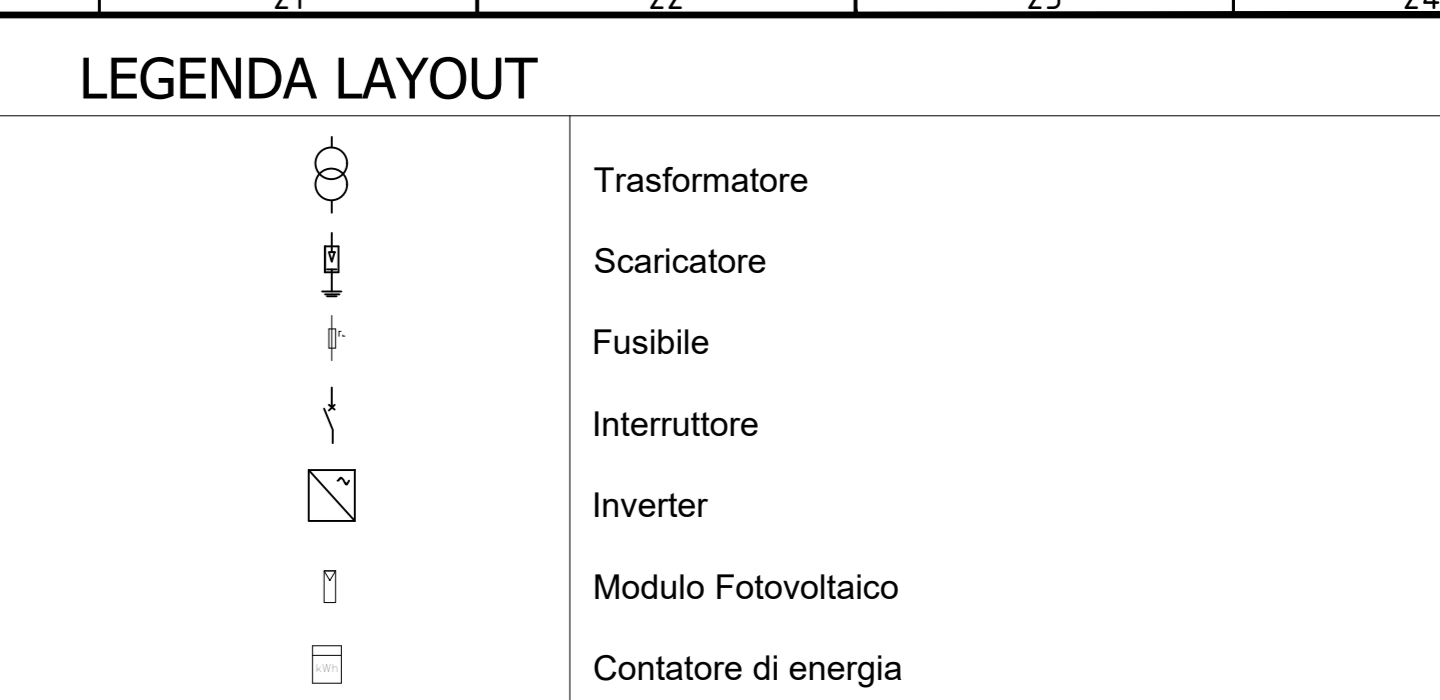 LEGENDA LAYOUT
Trasformatore
Scaricatore
Fusibile
Interruttore
Inverter
Modulo Fotovoltaico
kWh
Contatore di energia